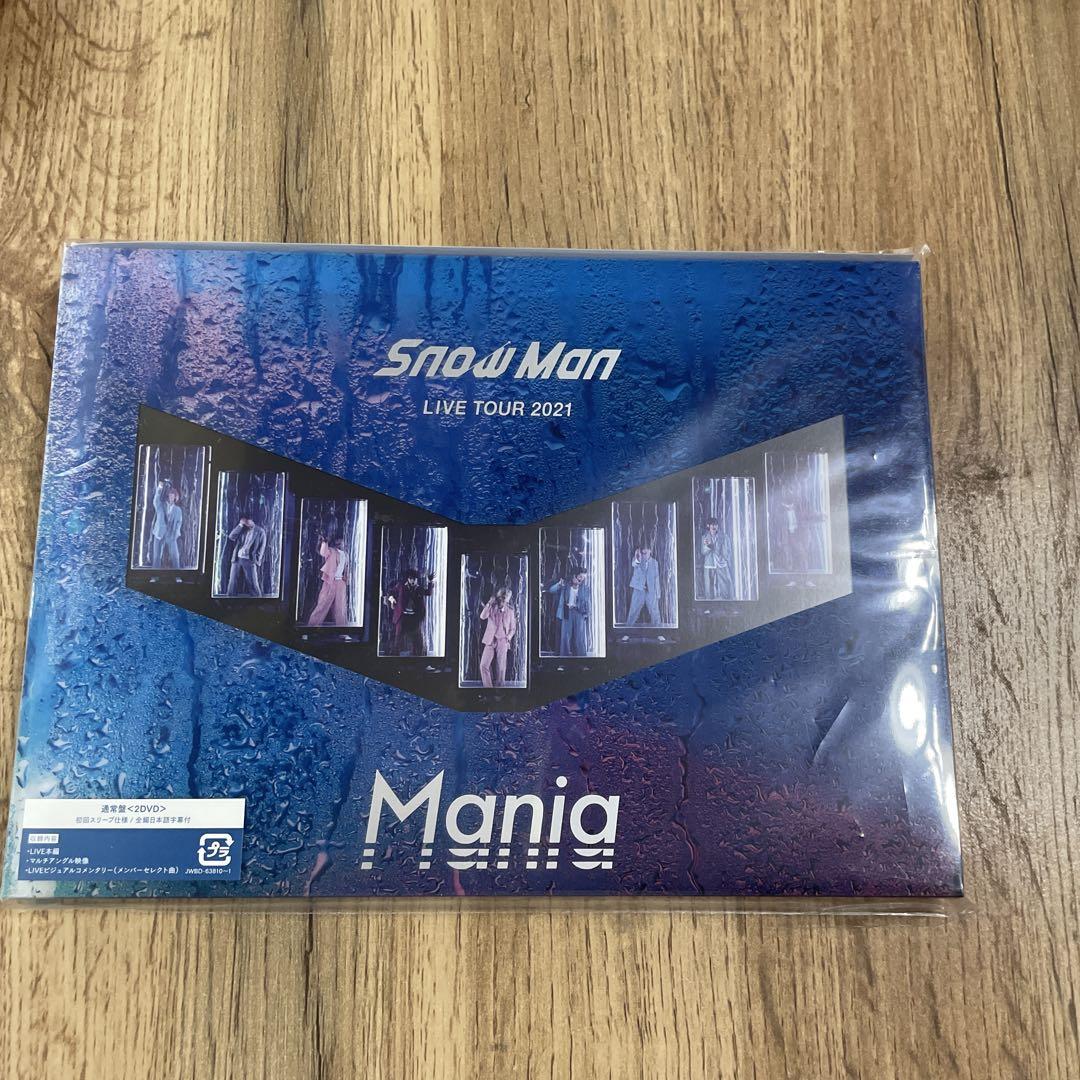 Snow Man
LIVE TOUR 2021
Mania
通常盤<2DVD>
初回スリーブ仕様 / 全編日本語字幕付
収録内容
・LIVE本編
・マルチアングル映像
・LIVEビジュアルコメンタリー(メンバーセレクト曲)
プラ
JWBD-63810~1